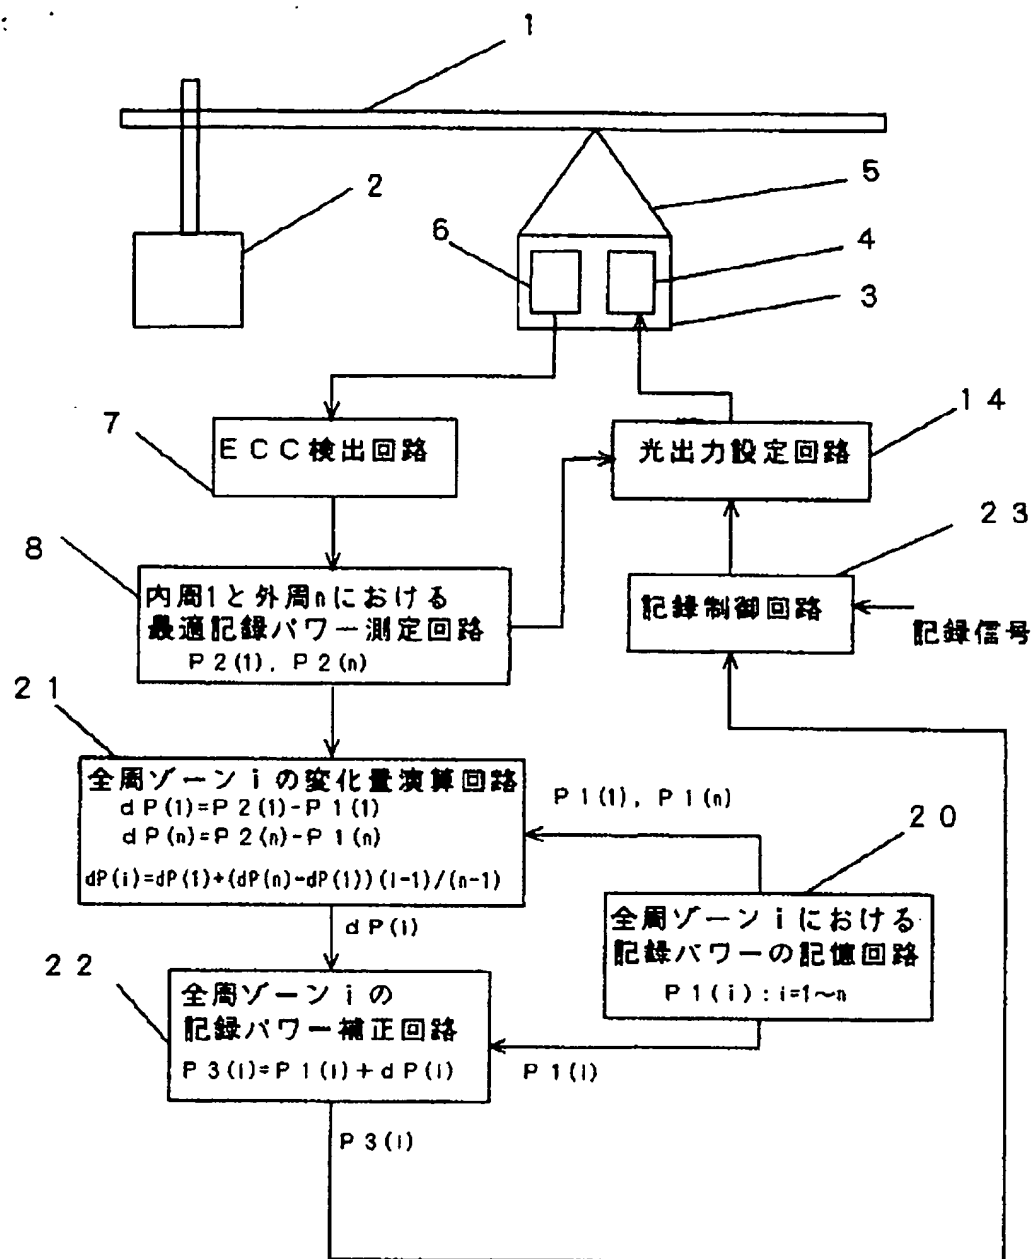 1
2
5
6
4
3
7
ECC検出回路
14
光出力設定回路
23
8
内周1と外周nにおける
最適記録パワー測定回路
P2(1), P2(n)
記録制御回路
記録信号
21
全周ゾーンiの変化量演算回路
dP(1)=P2(1)-P1(1)
dP(n)=P2(n)-P1(n)
dP(i)=dP(1)+(dP(n)-dP(1))(i-1)/(n-1)
P1(1), P1(n)
20
dP(i)
全周ゾーンiにおける
記録パワーの記憶回路
P1(i):i=1～n
22
全周ゾーンiの
記録パワー補正回路
P3(i)=P1(i)+dP(i)
P1(i)
P3(i)